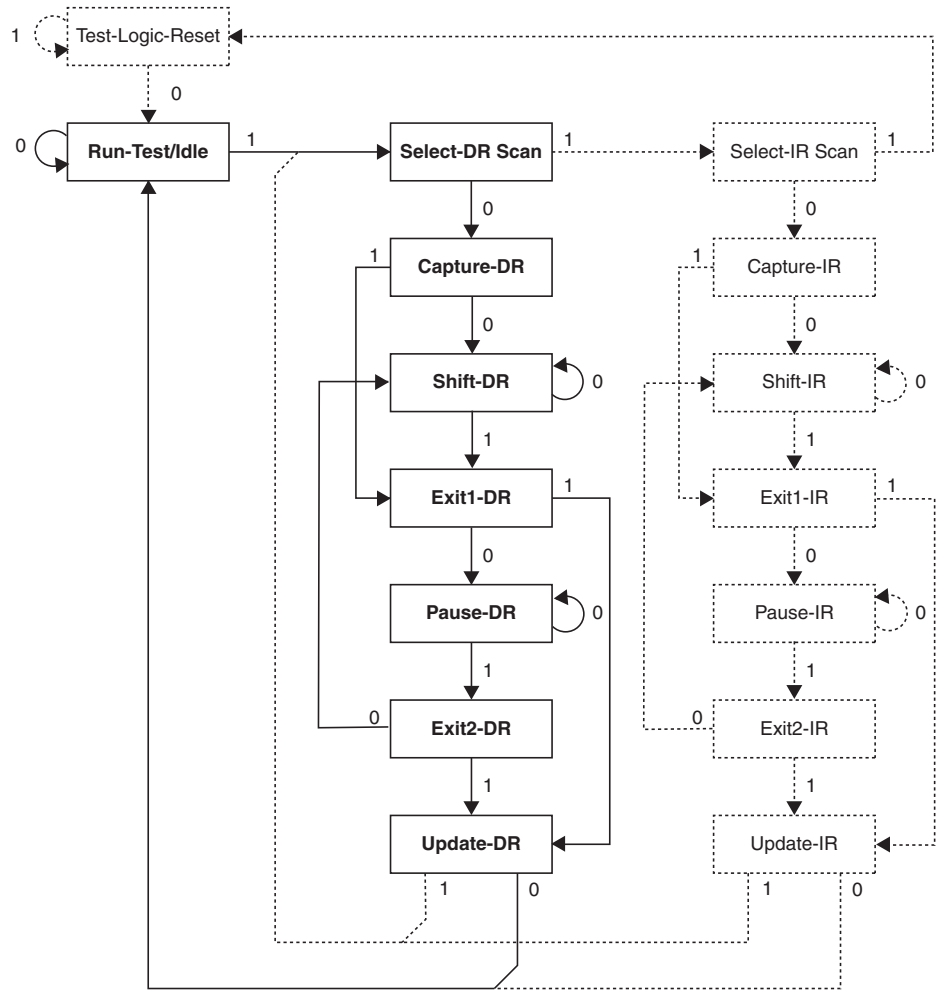 1 Test-Logic-Reset
0
0 Run-Test/Idle 1 Select-DR Scan 1 Select-IR Scan 1
0 0
1 Capture-DR 1 Capture-IR
0 0
Shift-DR 0 Shift-IR 0
1 1
Exit1-DR 1 Exit1-IR 1
0 0
Pause-DR 0 Pause-IR 0
1 1
0 Exit2-DR 0 Exit2-IR
1 1
Update-DR Update-IR
1 0 1 0